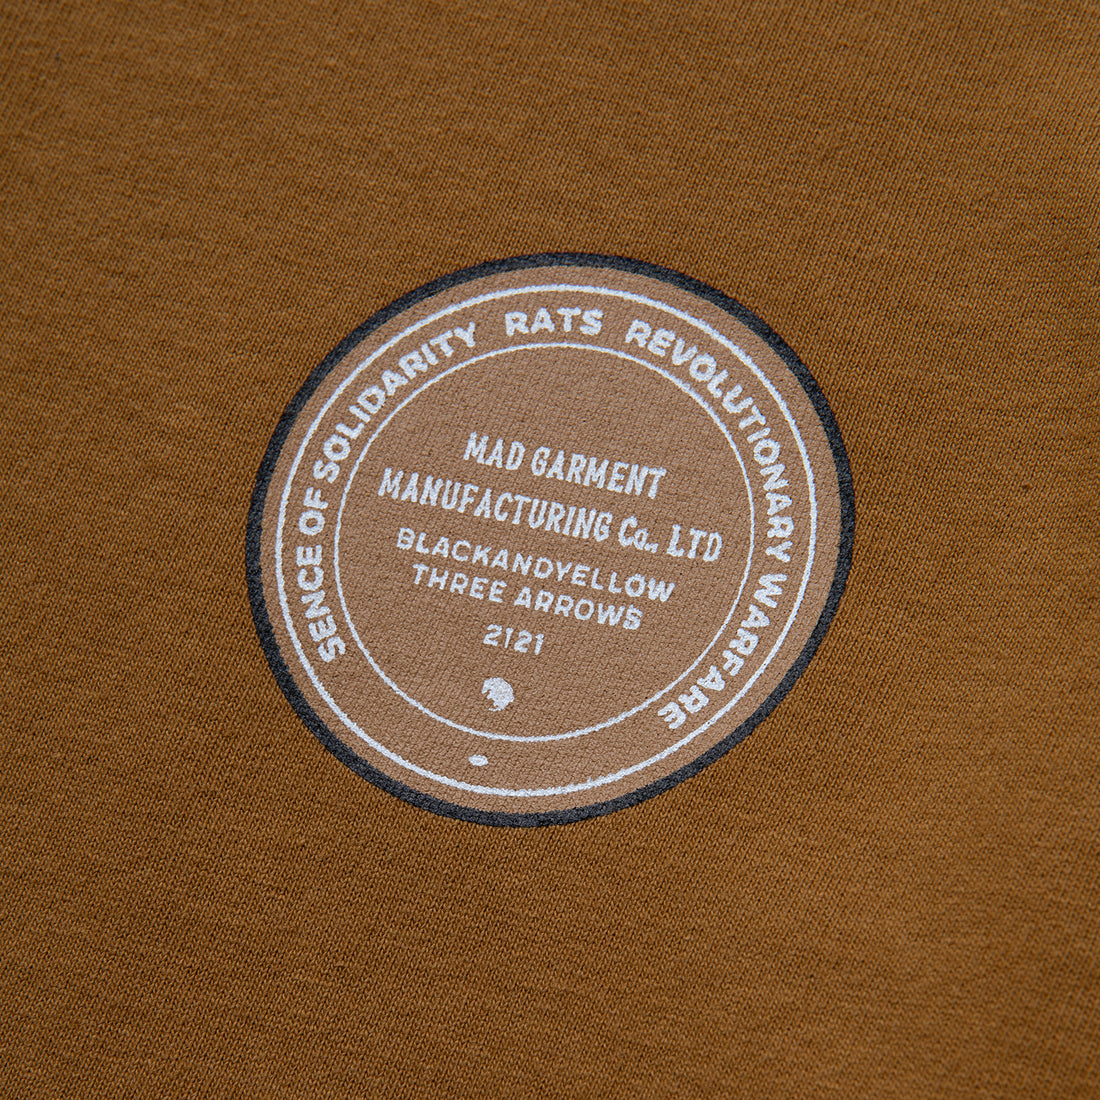 SENCE OF SOLIDARITY RATS REVOLUTIONARY WARFARE
MAD GARMENT
MANUFACTURING Co., LTD
BLACKANDYELLOW
THREE ARROWS
2121